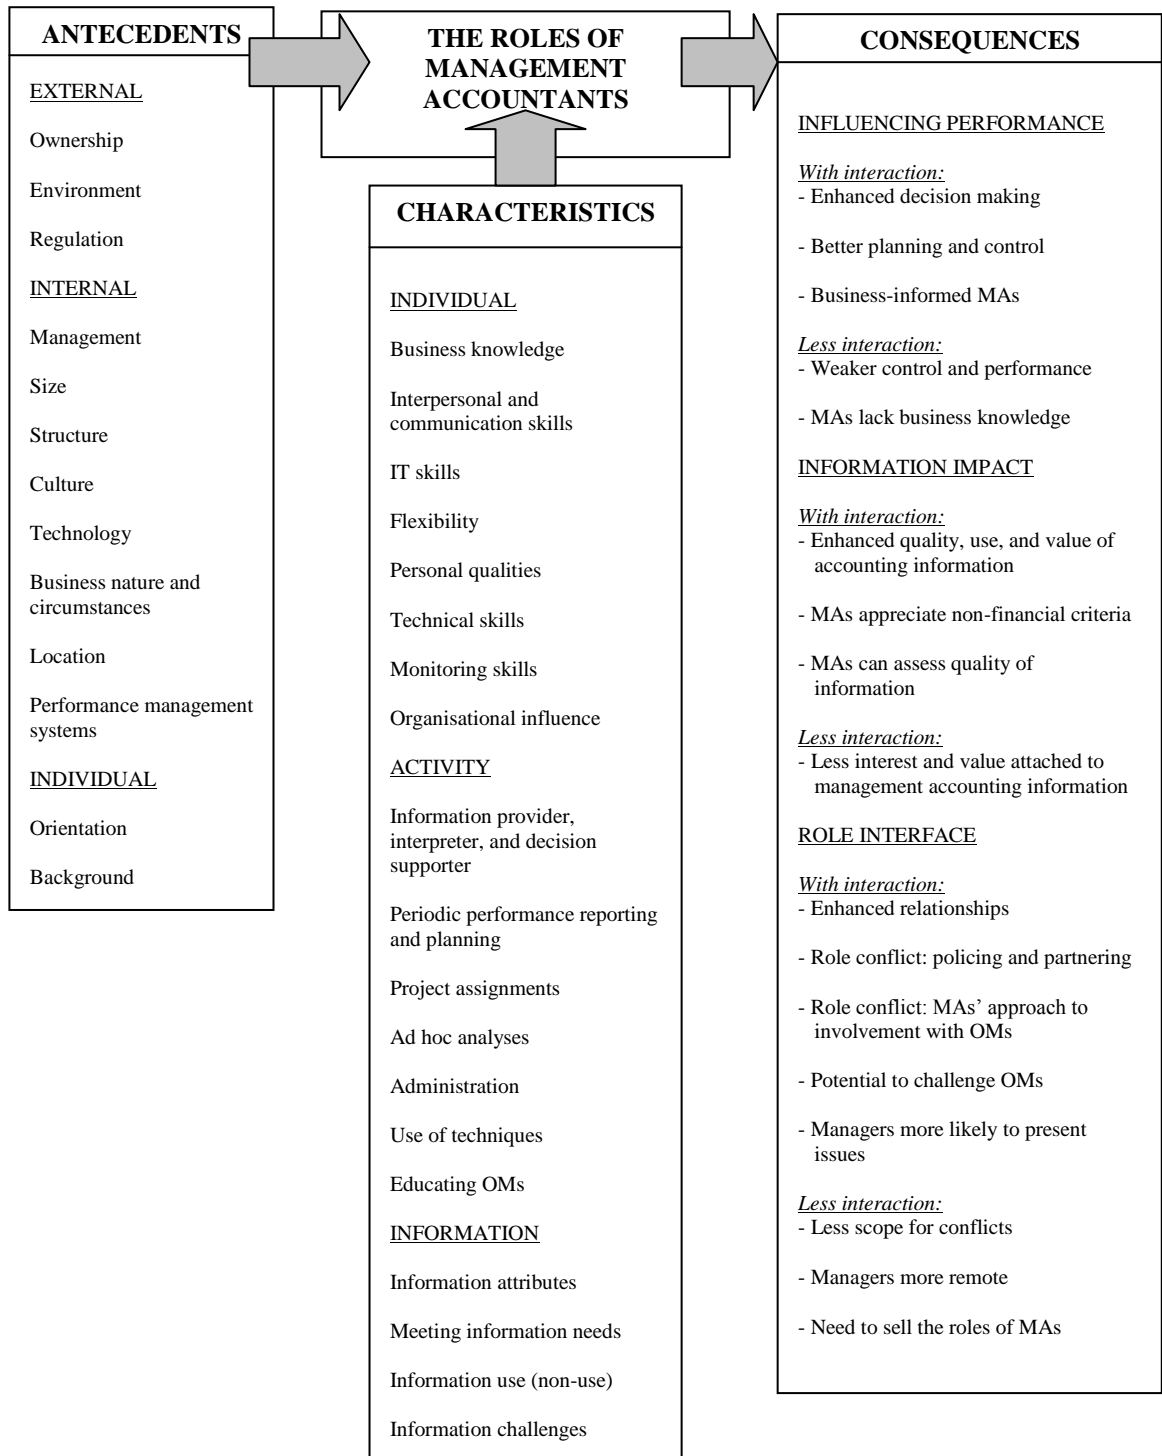 ANTECEDENTS
EXTERNAL
Ownership
Environment
Regulation
INTERNAL
Management
Size
Structure
Culture
Technology
Business nature and
circumstances
Location
Performance management
systems
INDIVIDUAL
Orientation
Background
THE ROLES OF
MANAGEMENT
ACCOUNTANTS
CHARACTERISTICS
INDIVIDUAL
Business knowledge
Interpersonal and
communication skills
IT skills
Flexibility
Personal qualities
Technical skills
Monitoring skills
Organisational influence
ACTIVITY
Information provider,
interpreter, and decision
supporter
Periodic performance reporting
and planning
Project assignments
Ad hoc analyses
Administration
Use of techniques
Educating OMs
INFORMATION
Information attributes
Meeting information needs
Information use (non-use)
Information challenges
CONSEQUENCES
INFLUENCING PERFORMANCE
With interaction:
- Enhanced decision making
- Better planning and control
- Business-informed MAs
Less interaction:
- Weaker control and performance
- MAs lack business knowledge
INFORMATION IMPACT
With interaction:
- Enhanced quality, use, and value of
accounting information
- MAs appreciate non-financial criteria
- MAs can assess quality of
information
Less interaction:
- Less interest and value attached to
management accounting information
ROLE INTERFACE
With interaction:
- Enhanced relationships
- Role conflict: policing and partnering
- Role conflict: MAs’ approach to
involvement with OMs
- Potential to challenge OMs
- Managers more likely to present
issues
Less interaction:
- Less scope for conflicts
- Managers more remote
- Need to sell the roles of MAs